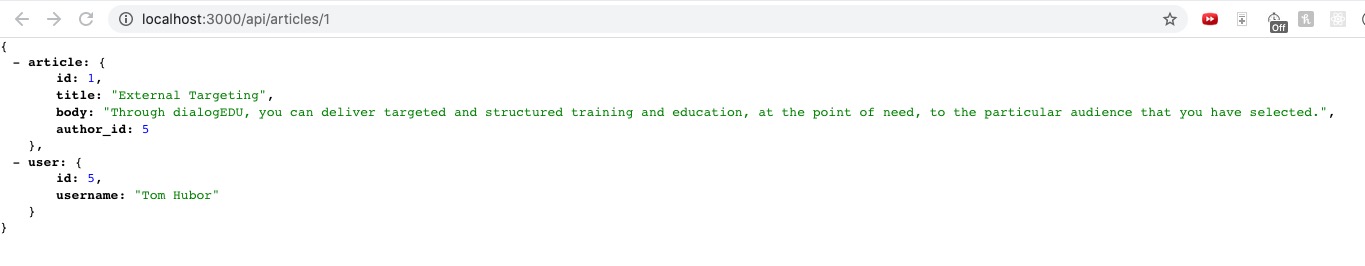 localhost:3000/api/articles/1
Off
{
- article: {
id: 1,
title: "External Targeting",
body: "Through dialogEDU, you can deliver targeted and structured training and education, at the point of need, to the particular audience that you have selected.",
author_id: 5
},
- user: {
id: 5,
username: "Tom Hubor"
}
}